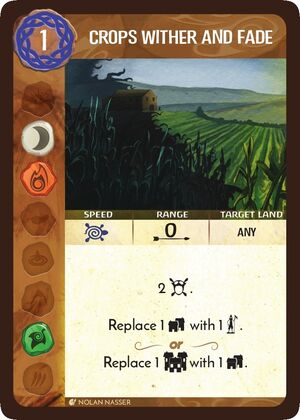 1 CROPS WITHER AND FADE
SPEED RANGE TARGET LAND
0 ANY
2 .
Replace 1 with 1 .
or
Replace 1 with 1 .
NOLAN NASSER